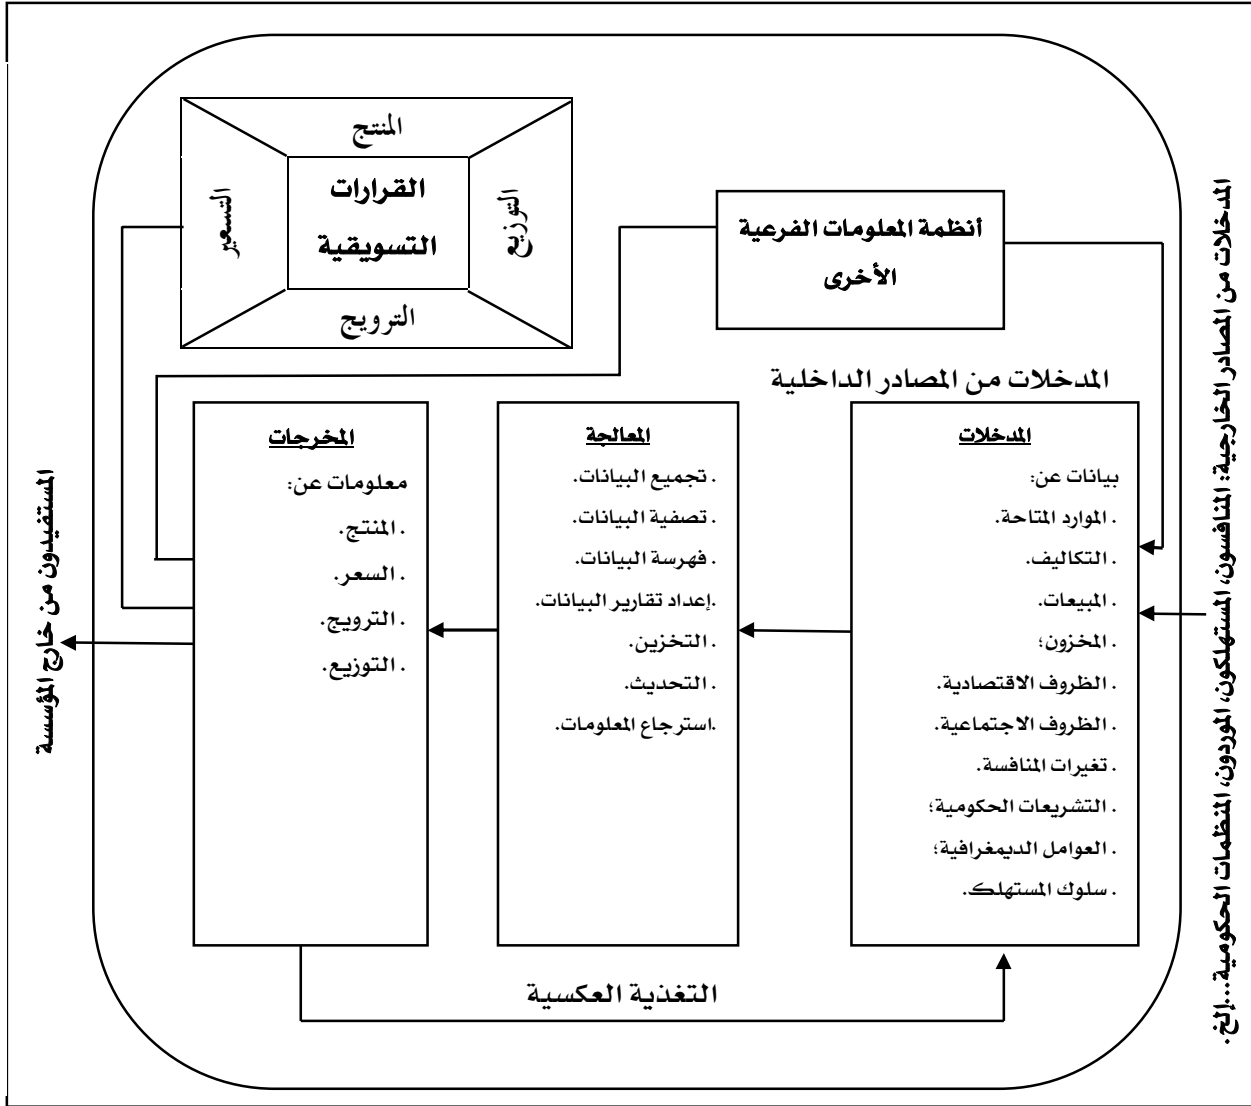 المنتج
القرارات
التسويقية
التسعير
التوزيع
الترويج
أنظمة المعلومات الفرعية
الأخرى
المدخلات من المصادر الخارجية: المنافسون، المستهلكون، الموردون، المنظمات الحكومية...إلخ.
المدخلات من المصادر الداخلية
المدخلات
بيانات عن:
. الموارد المتاحة.
. التكاليف.
. المبيعات.
. المخزون؛
. الظروف الاقتصادية.
. الظروف الاجتماعية.
. تغيرات المنافسة.
. التشريعات الحكومية؛
. العوامل الديمغرافية؛
. سلوك المستهلك.
المعالجة
. تجميع البيانات.
. تصفية البيانات.
. فهرسة البيانات.
.إعداد تقارير البيانات.
. التخزين.
. التحديث.
.استرجاع المعلومات.
المخرجات
معلومات عن:
. المنتج.
. السعر.
. الترويج.
. التوزيع.
المستفيدون من خارج المؤسسة
التغذية العكسية